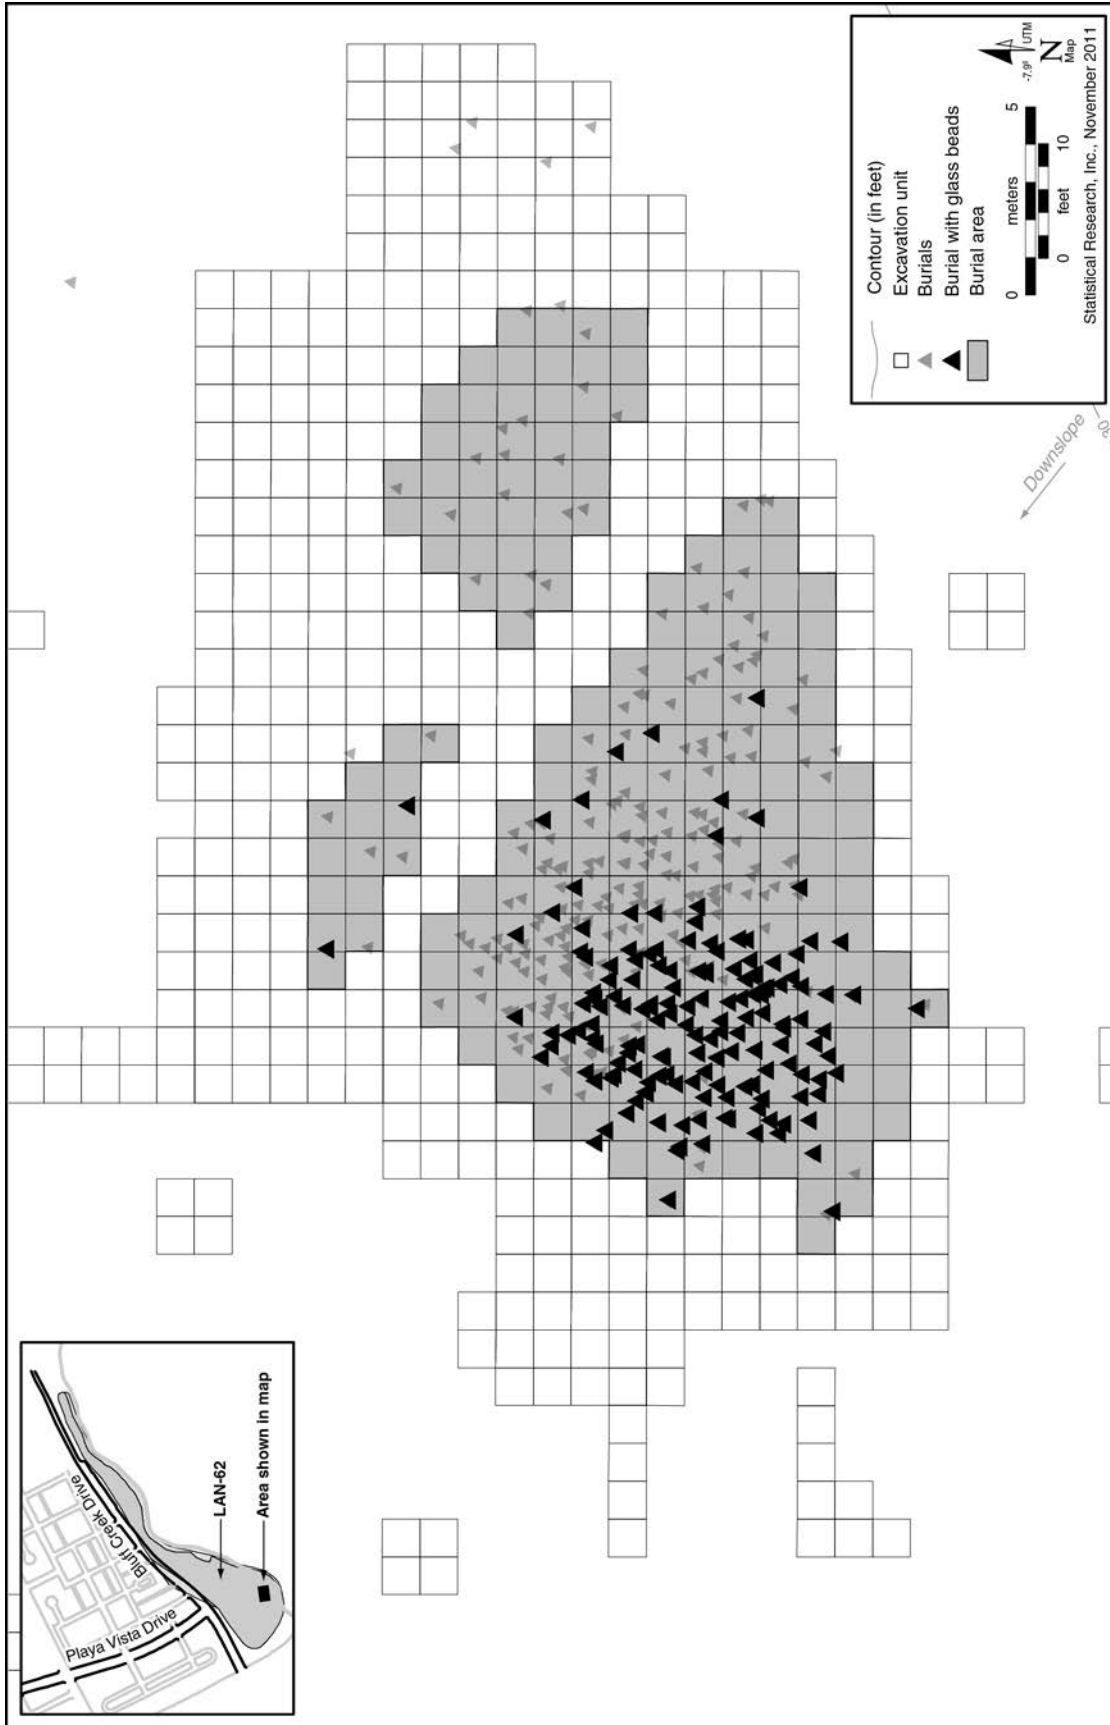 Playa Vista Drive
Bluff Creek Drive
LAN-62
Area shown in map
Downslope
Contour (in feet)
Excavation unit
Burials
Burial with glass beads
Burial area
0 meters 5
0 feet 10
-7.9° UTM
N
Map
Statistical Research, Inc., November 2011